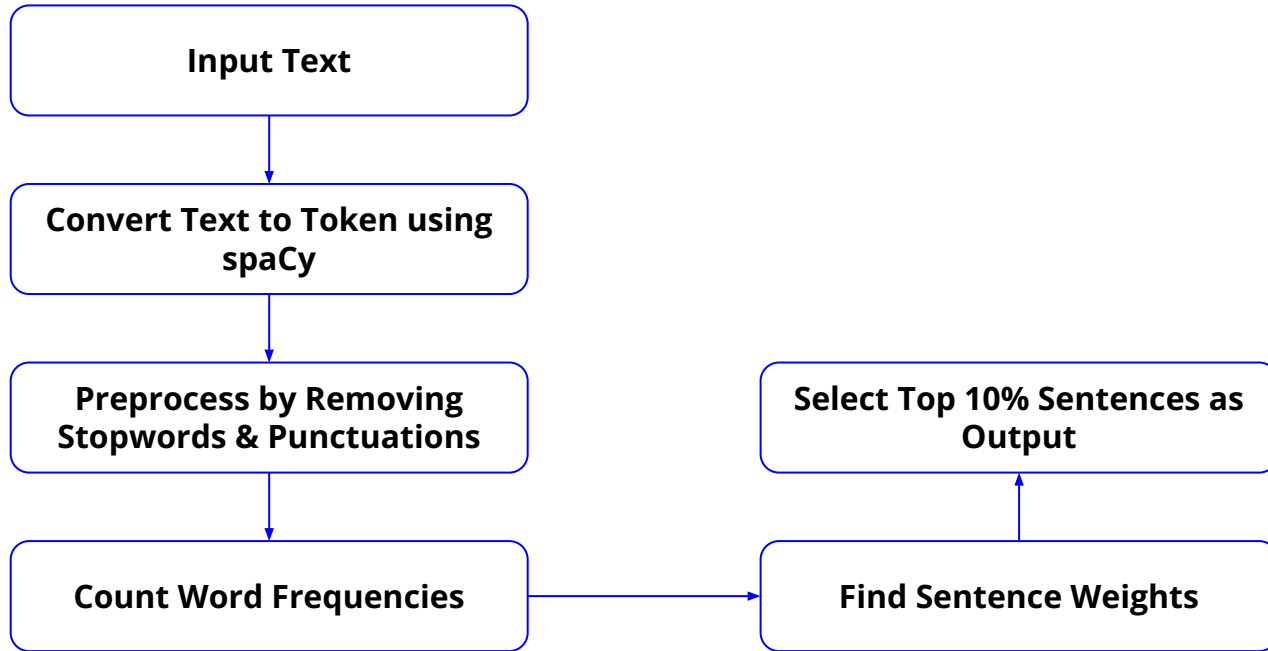 Input Text
Convert Text to Token using
spaCy
Preprocess by Removing
Stopwords & Punctuations
Count Word Frequencies
Find Sentence Weights
Select Top 10% Sentences as
Output